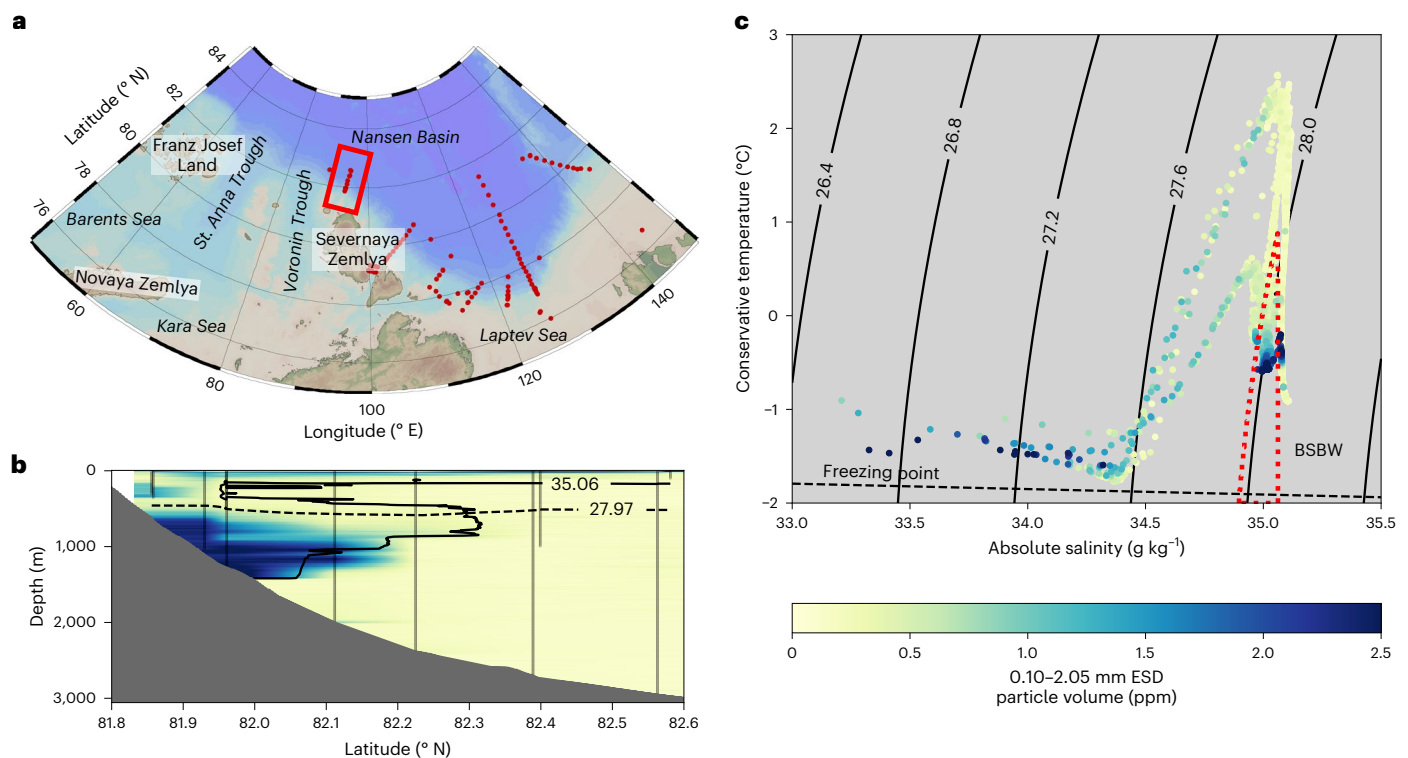 a
84
82
80
78
76
Latitude (° N)
Franz Josef
Land
St. Anna Trough
Voronin Trough
Nansen Basin
Barents Sea
Severnaya
Zemlya
Novaya Zemlya
Kara Sea
Laptev Sea
60
80
100
120
140
Longitude (° E)
b
0
1,000
2,000
3,000
Depth (m)
35.06
27.97
81.8
81.9
82.0
82.1
82.2
82.3
82.4
82.5
82.6
Latitude (° N)
c
3
2
1
0
−1
−2
Conservative temperature (°C)
26.4
26.8
27.2
27.6
28.0
BSBW
Freezing point
33.0
33.5
34.0
34.5
35.0
35.5
Absolute salinity (g kg⁻¹)
0
0.5
1.0
1.5
2.0
2.5
0.10–2.05 mm ESD
particle volume (ppm)